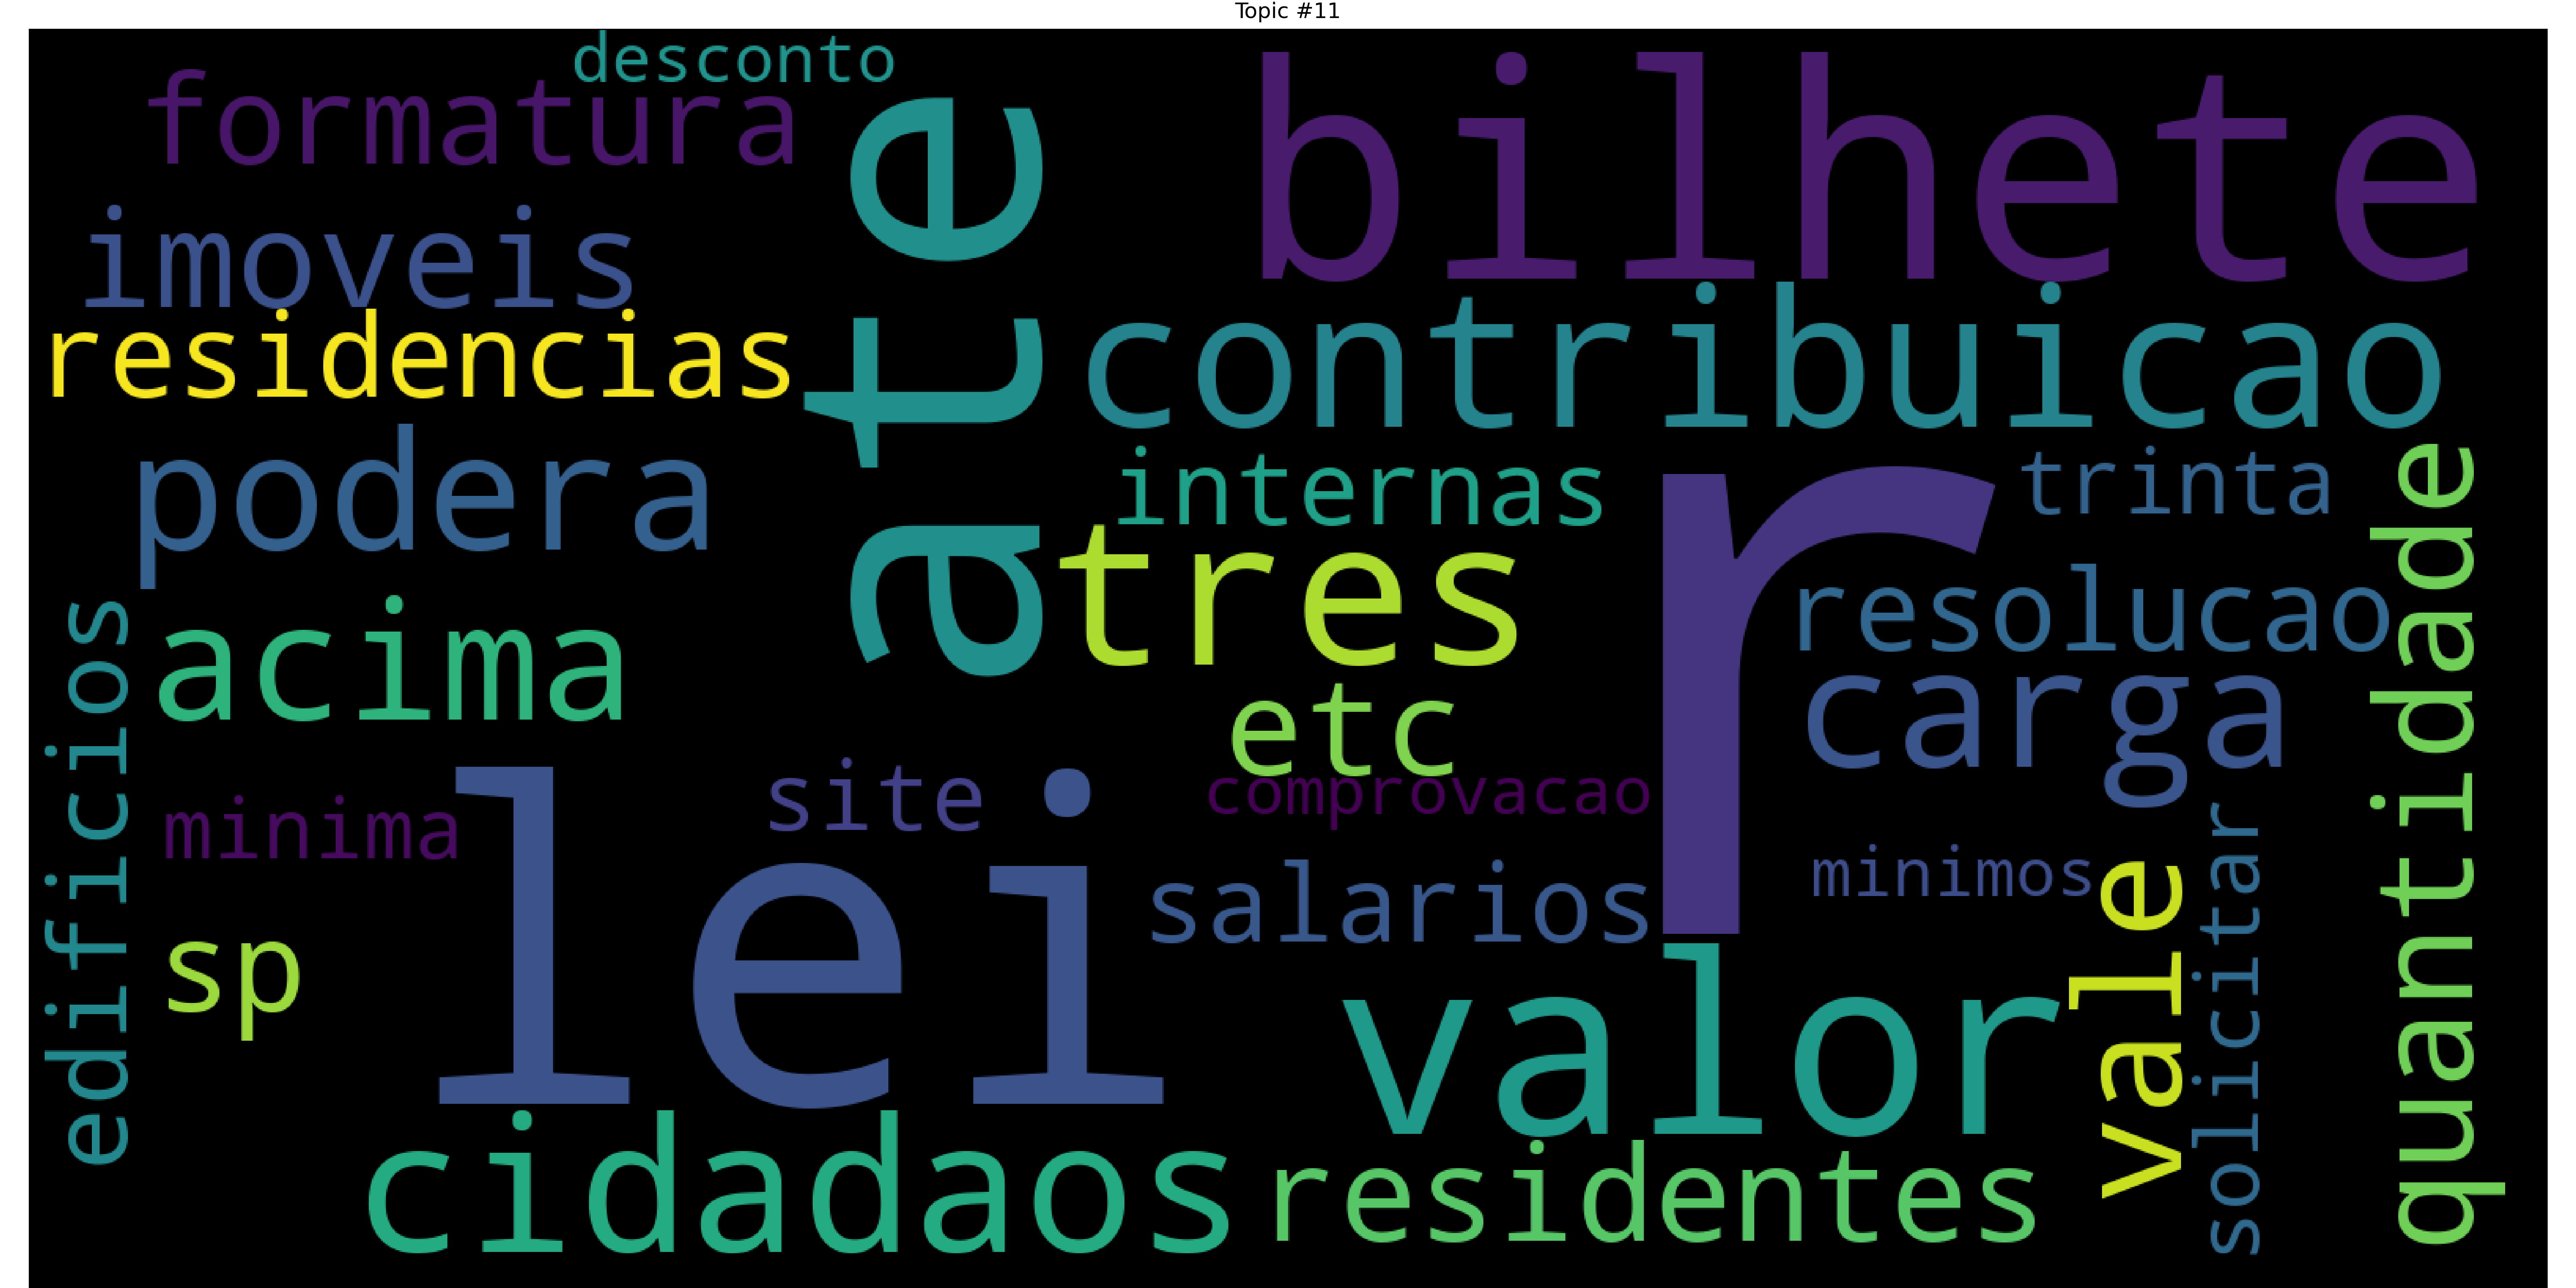 Topic #11
desconto
formatura
bilhete
imoveis
ate
contribuicao
residencias
internas
trinta
podera
tres
r
resolucao
quantidade
acima
etc
carga
edificios
site
comprovacao
minima
lei
salarios
minimos
vale
solicitar
sp
valor
cidadaos
residentes